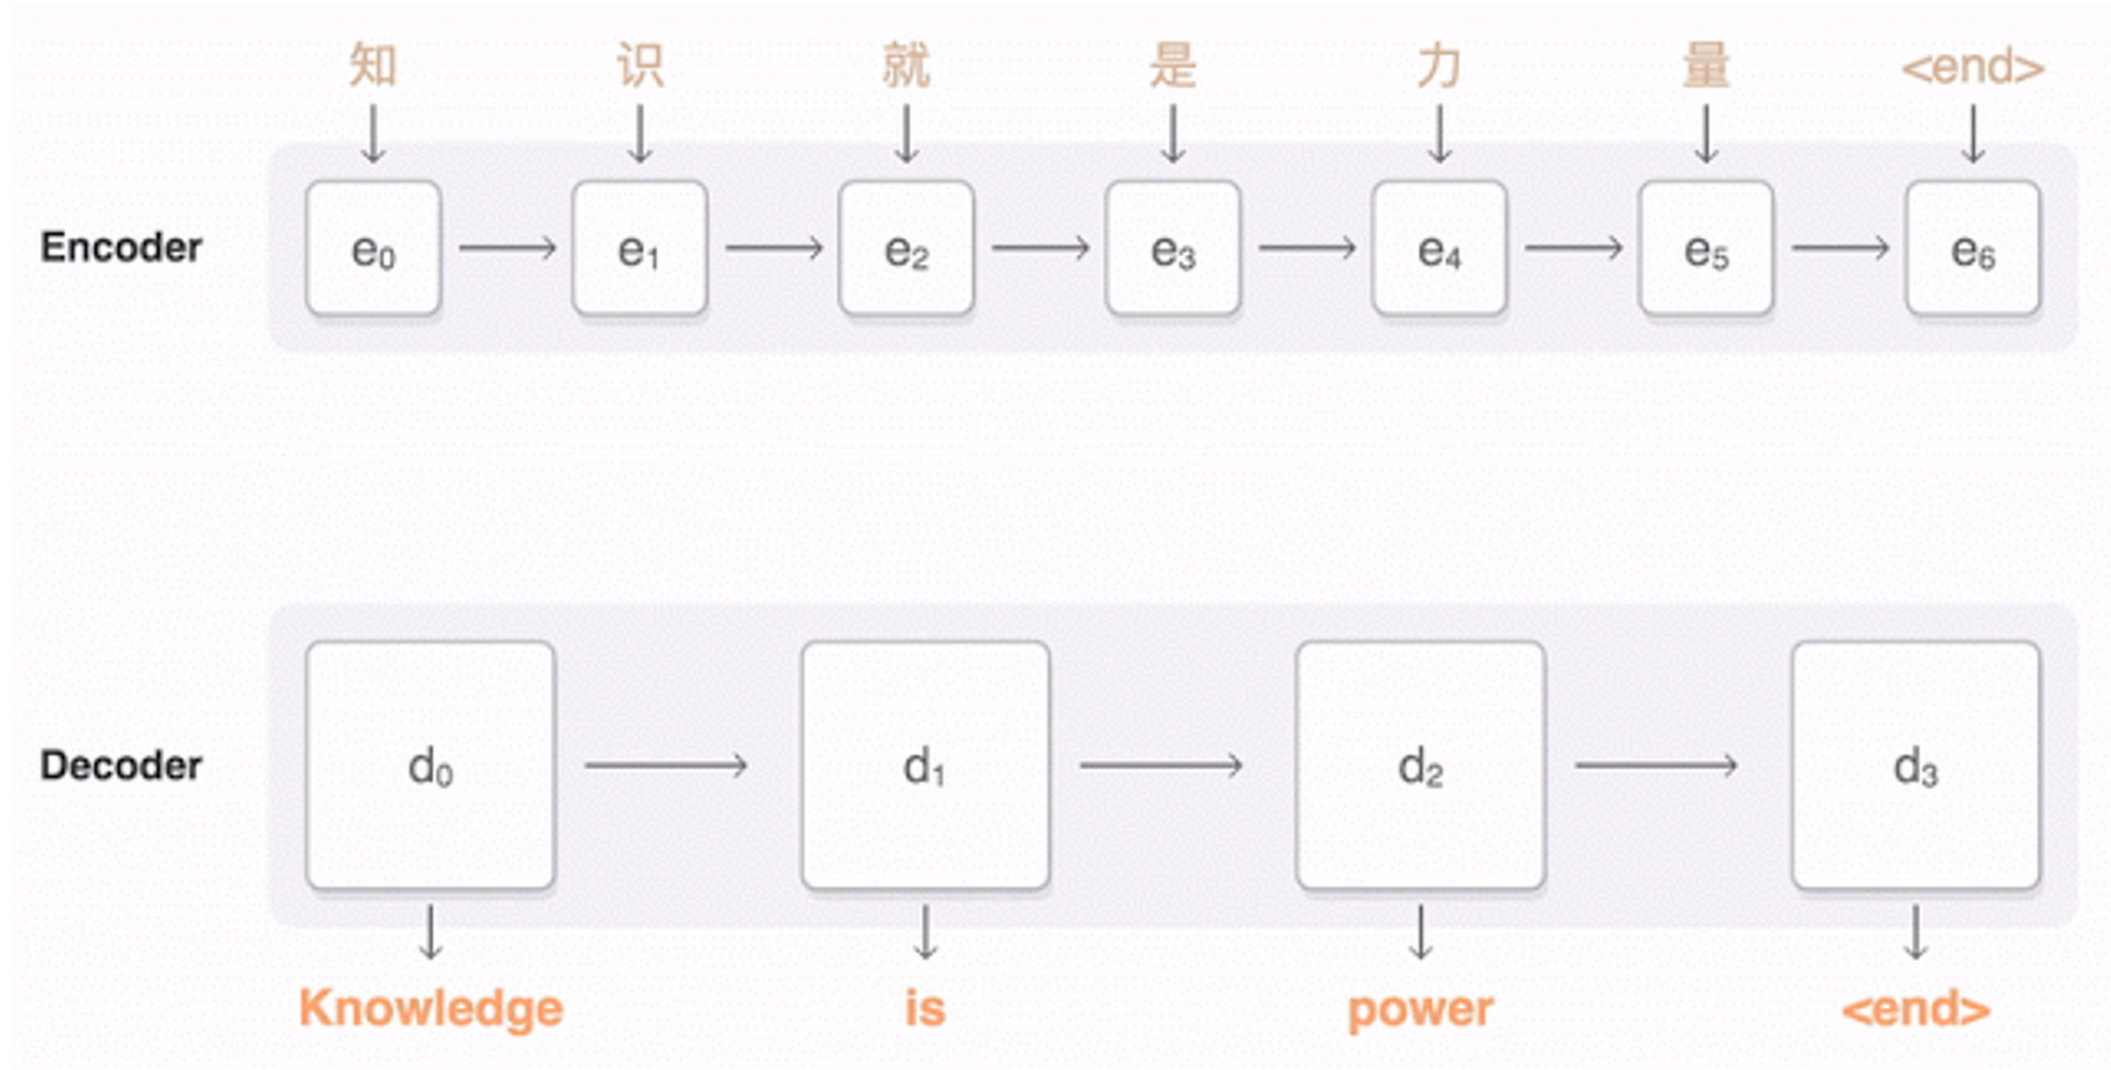 知 识 就 是 力 量 <end>
Encoder e₀ e₁ e₂ e₃ e₄ e₅ e₆
Decoder d₀ d₁ d₂ d₃
Knowledge is power <end>